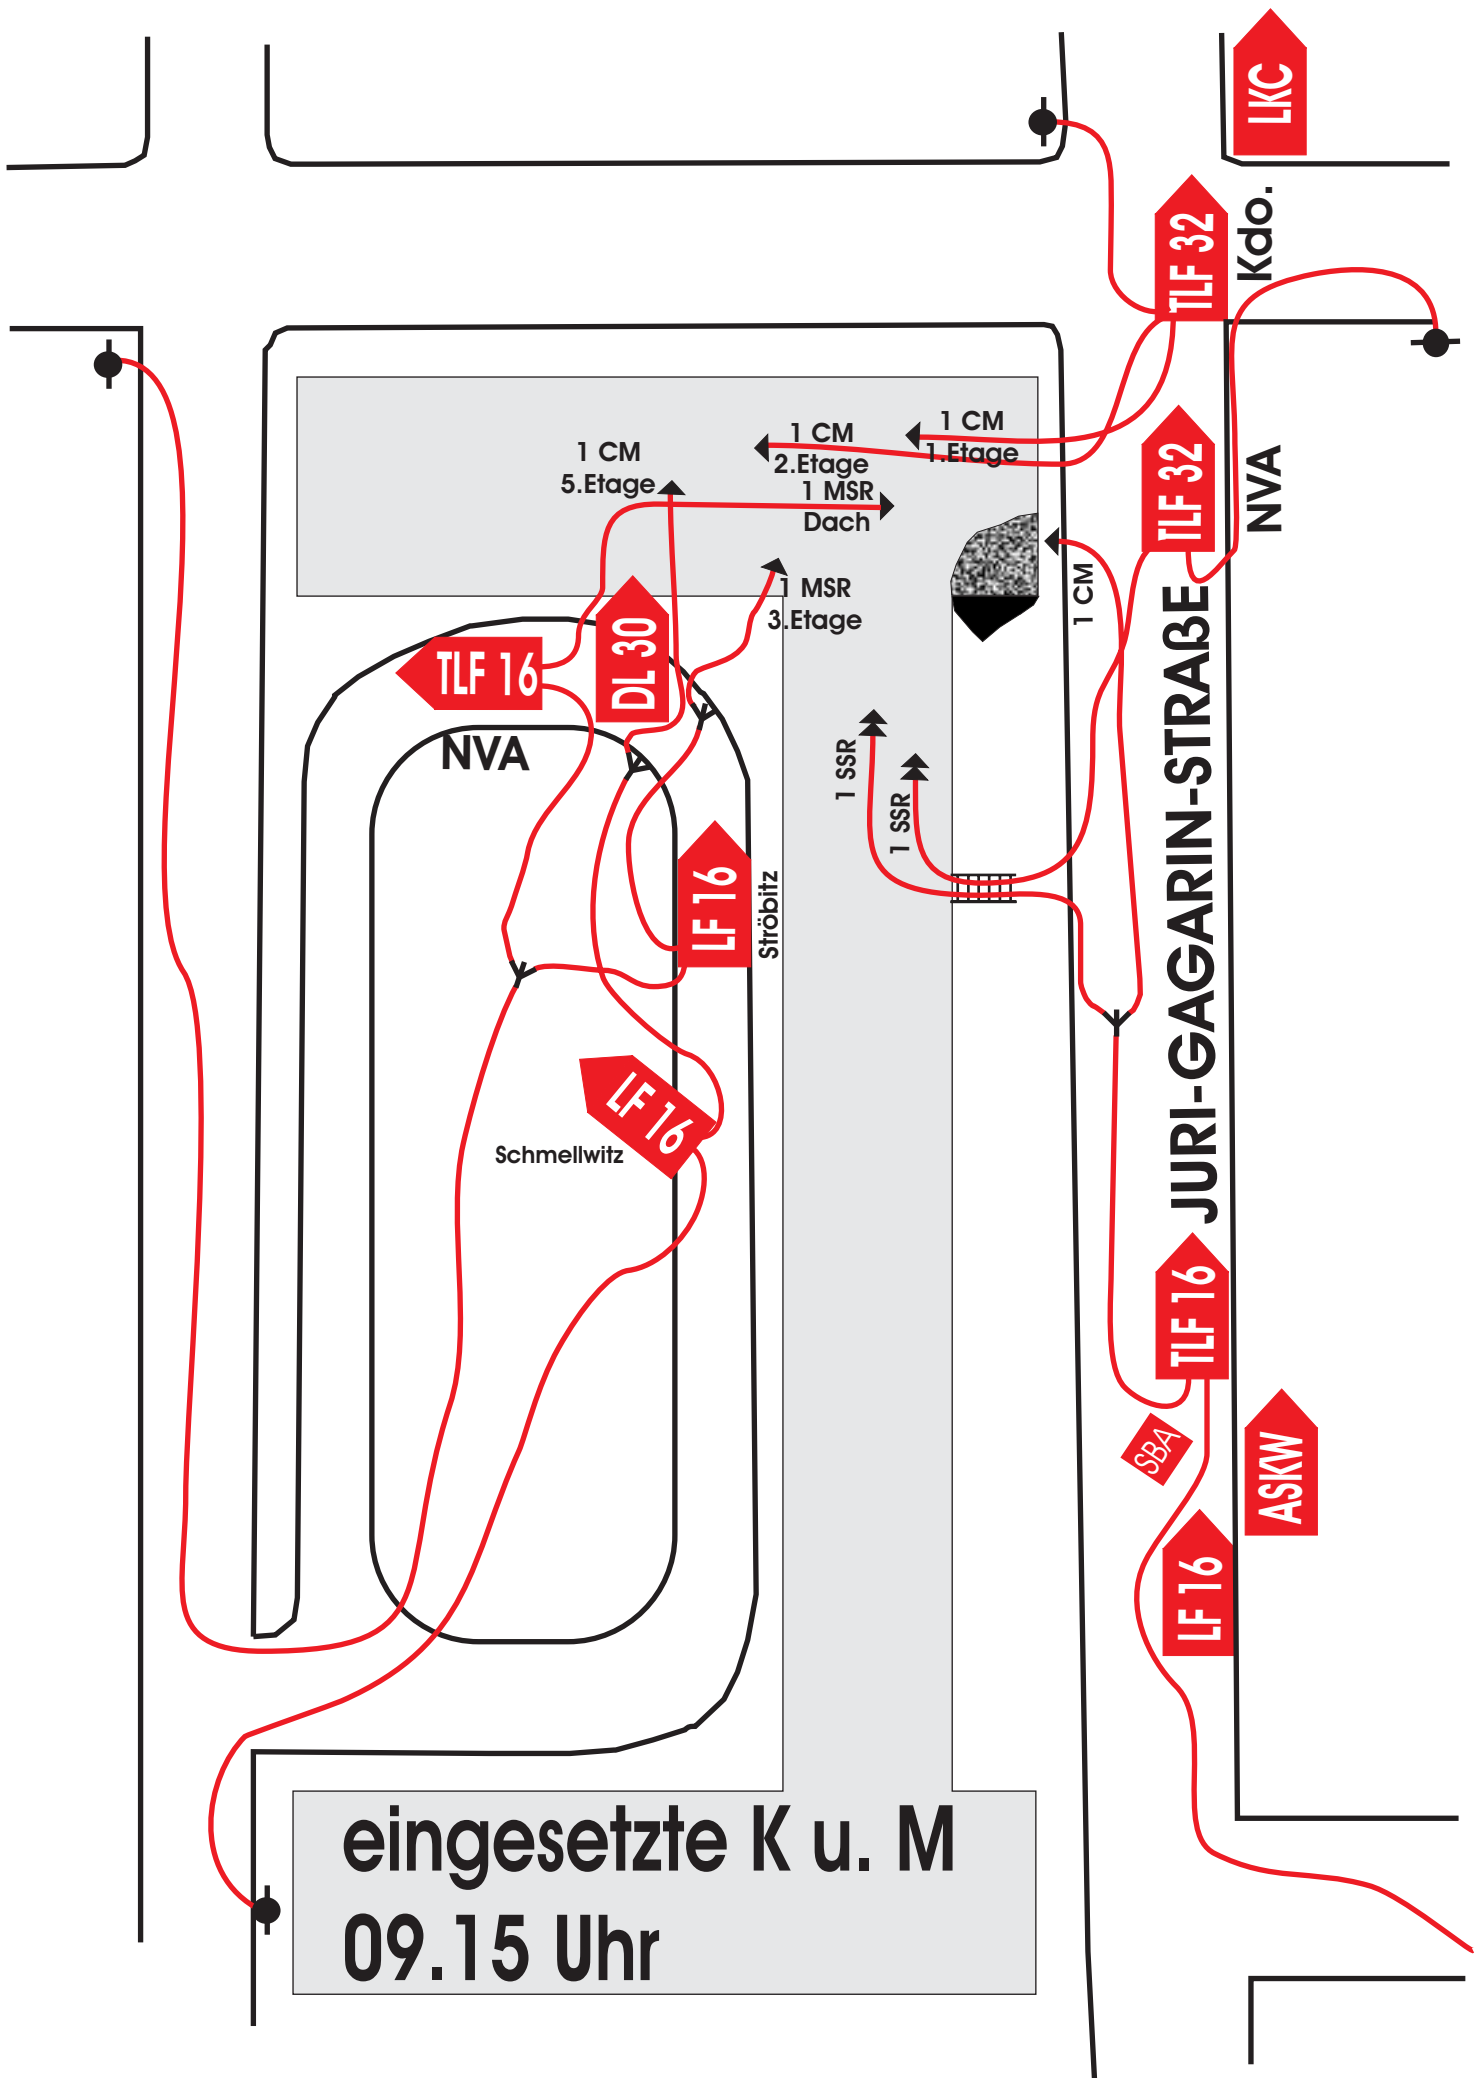 LKC
TLF 32
Kdo.
1 CM
1.Etage
1 CM
2.Etage
1 CM
5.Etage
1 MSR
Dach
TLF 32
NVA
1 CM
1 MSR
3.Etage
DL 30
TLF 16
NVA
1 SSR
1 SSR
JURI-GAGARIN-STRAßE
LF 16
Ströbitz
LF 16
Schmellwitz
TLF 16
SBA
ASKW
LF 16
eingesetzte K u. M
09.15 Uhr